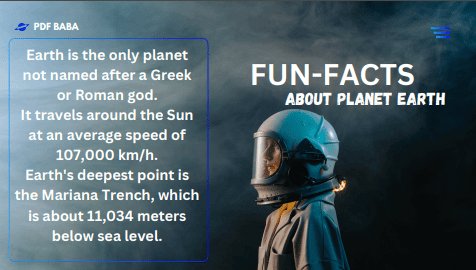 PDF BABA
Earth is the only planet
not named after a Greek
or Roman god.
It travels around the Sun
at an average speed of
107,000 km/h.
Earth's deepest point is
the Mariana Trench, which
is about 11,034 meters
below sea level.
FUN-FACTS
ABOUT PLANET EARTH